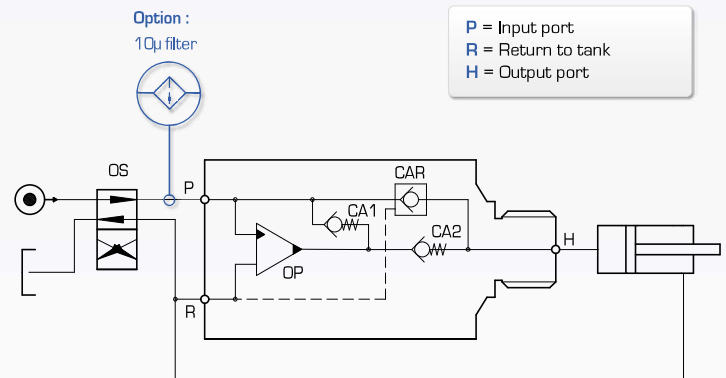 Option :
10µ filter
P = Input port
R = Return to tank
H = Output port
OS
P
CAR
CA1
CA2
H
OP
R